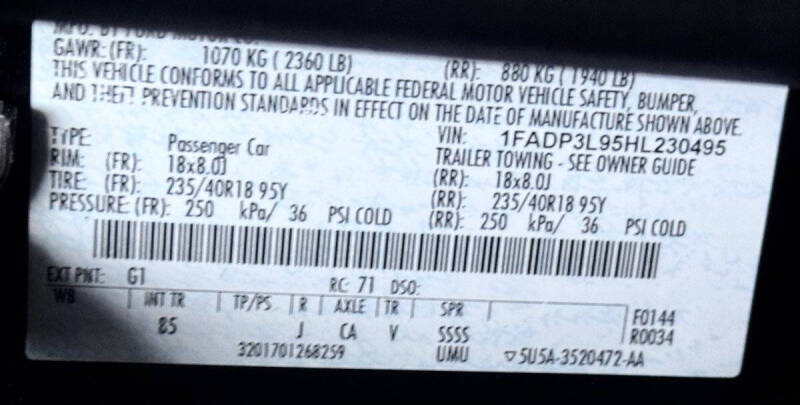 MFD. BY FORD MOTOR CO.
GAWR: (FR): 1070 KG ( 2360 LB) (RR): 880 KG ( 1940 LB)
THIS VEHICLE CONFORMS TO ALL APPLICABLE FEDERAL MOTOR VEHICLE SAFETY, BUMPER,
AND THEFT PREVENTION STANDARDS IN EFFECT ON THE DATE OF MANUFACTURE SHOWN ABOVE.
VIN: 1FADP3L95HL230495
TYPE: Passenger Car TRAILER TOWING - SEE OWNER GUIDE
RIM: (FR): 18x8.0J (RR): 18x8.0J
TIRE: (FR): 235/40R18 95Y (RR): 235/40R18 95Y
PRESSURE: (FR): 250 kPa/ 36 PSI COLD (RR): 250 kPa/ 36 PSI COLD
EXT PNT: G1 RC: 71 DSO:
WB INT TR TP/PS R AXLE TR SPR F0144
85 J CA V SSSS R0034
3201701268259 UMU ▽5U5A-3520472-AA